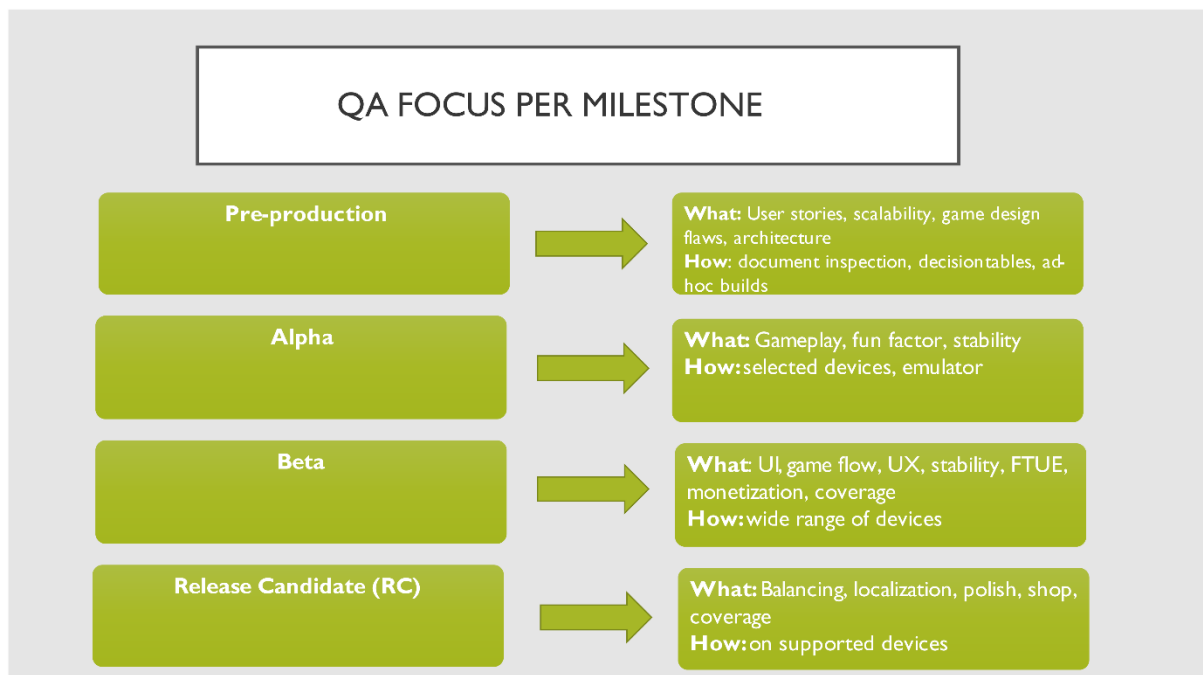 QA FOCUS PER MILESTONE
Pre-production
What: User stories, scalability, game design
flaws, architecture
How: document inspection, decisiontables, ad-
hoc builds
Alpha
What: Gameplay, fun factor, stability
How: selected devices, emulator
Beta
What: UI, game flow, UX, stability, FTUE,
monetization, coverage
How: wide range of devices
Release Candidate (RC)
What: Balancing, localization, polish, shop,
coverage
How: on supported devices